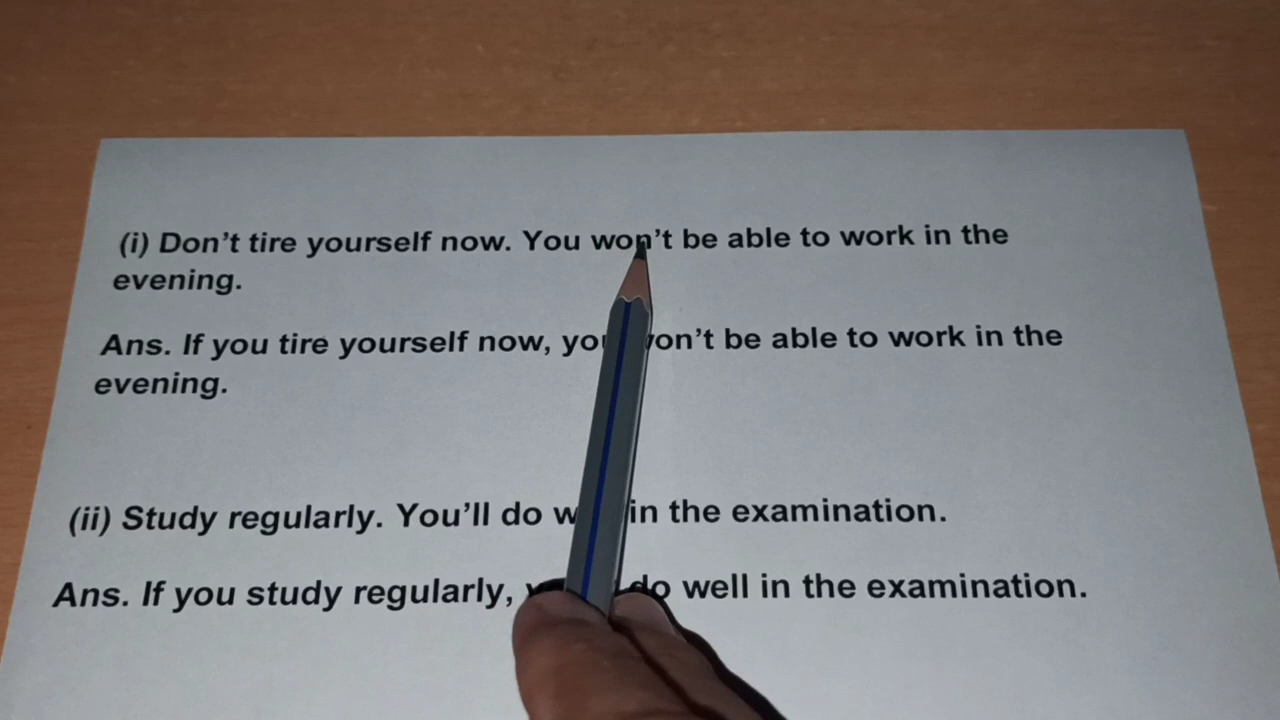 (i) Don't tire yourself now. You won't be able to work in the
evening.
Ans. If you tire yourself now, you won't be able to work in the
evening.
(ii) Study regularly. You'll do in the examination.
Ans. If you study regularly, do well in the examination.